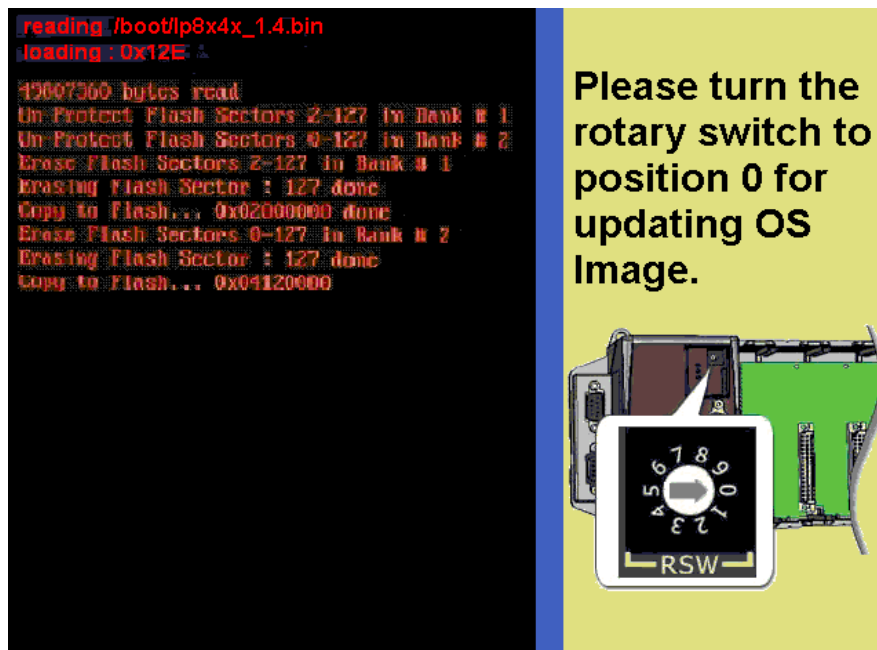 reading /boot/lp8x4x_1.4.bin
loading : 0x12E
49807360 bytes read
Un-Protect Flash Sectors 2-127 in Bank # 1
Un-Protect Flash Sectors 0-127 in Bank # 2
Erase Flash Sectors 2-127 in Bank # 1
Erasing Flash Sector : 127 done
Copy to Flash... 0x02000000 done
Erase Flash Sectors 0-127 in Bank # 2
Erasing Flash Sector : 127 done
Copy to Flash... 0x04120000
Please turn the
rotary switch to
position 0 for
updating OS
Image.
0
1
2
3
4
5
6
7
8
9
RSW